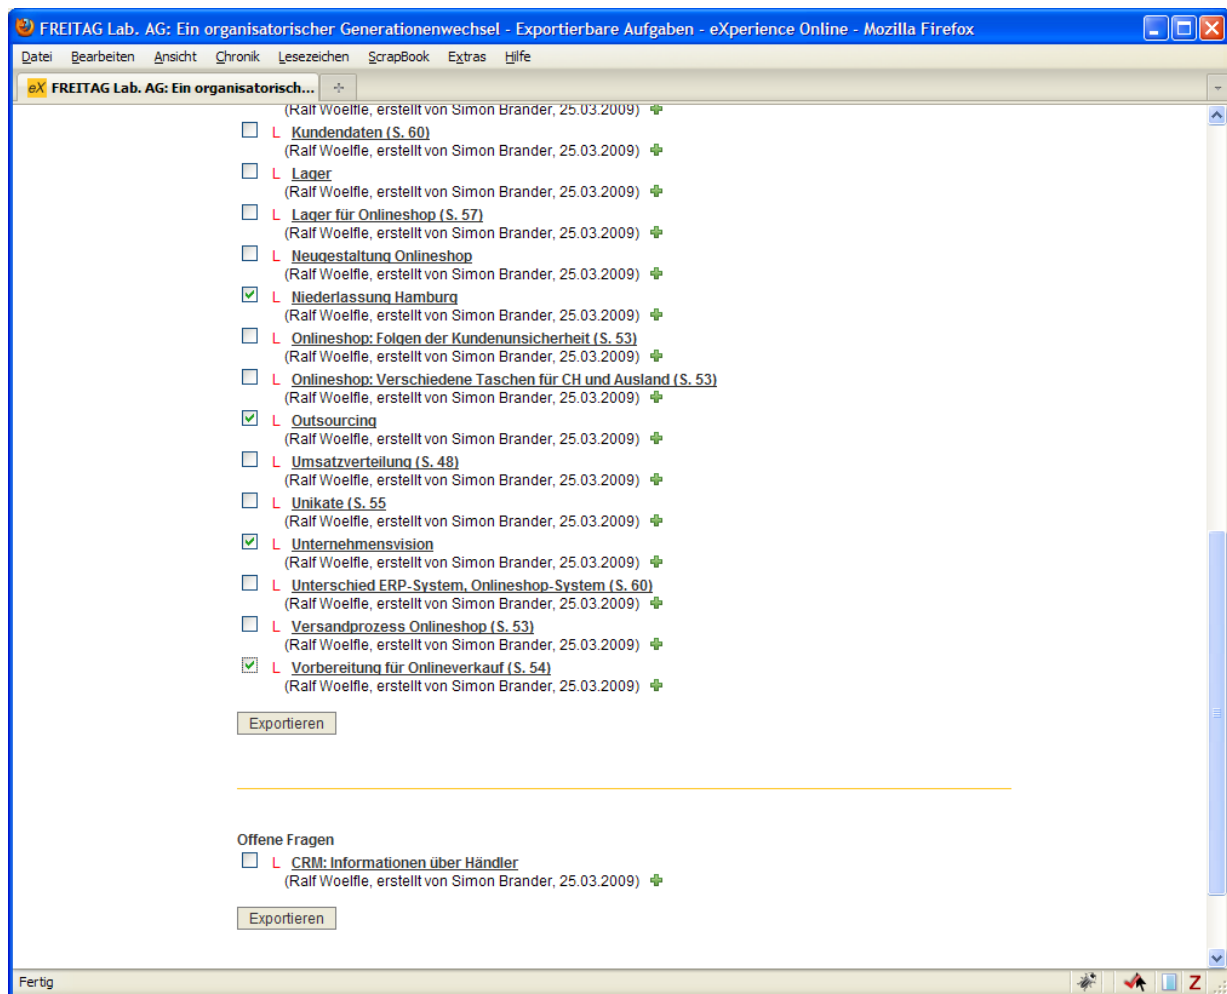 FREITAG Lab. AG: Ein organisatorischer Generationenwechsel - Exportierbare Aufgaben - eXperience Online - Mozilla Firefox
Datei Bearbeiten Ansicht Chronik Lesezeichen ScrapBook Extras Hilfe
eX FREITAG Lab. AG: Ein organisatorisch...
(Ralf Woelfle, erstellt von Simon Brander, 25.03.2009)
L Kundendaten (S. 60)
(Ralf Woelfle, erstellt von Simon Brander, 25.03.2009)
L Lager
(Ralf Woelfle, erstellt von Simon Brander, 25.03.2009)
L Lager für Onlineshop (S. 57)
(Ralf Woelfle, erstellt von Simon Brander, 25.03.2009)
L Neugestaltung Onlineshop
(Ralf Woelfle, erstellt von Simon Brander, 25.03.2009)
L Niederlassung Hamburg
(Ralf Woelfle, erstellt von Simon Brander, 25.03.2009)
L Onlineshop: Folgen der Kundenunsicherheit (S. 53)
(Ralf Woelfle, erstellt von Simon Brander, 25.03.2009)
L Onlineshop: Verschiedene Taschen für CH und Ausland (S. 53)
(Ralf Woelfle, erstellt von Simon Brander, 25.03.2009)
L Outsourcing
(Ralf Woelfle, erstellt von Simon Brander, 25.03.2009)
L Umsatzverteilung (S. 48)
(Ralf Woelfle, erstellt von Simon Brander, 25.03.2009)
L Unikate (S. 55
(Ralf Woelfle, erstellt von Simon Brander, 25.03.2009)
L Unternehmensvision
(Ralf Woelfle, erstellt von Simon Brander, 25.03.2009)
L Unterschied ERP-System, Onlineshop-System (S. 60)
(Ralf Woelfle, erstellt von Simon Brander, 25.03.2009)
L Versandprozess Onlineshop (S. 53)
(Ralf Woelfle, erstellt von Simon Brander, 25.03.2009)
L Vorbereitung für Onlineverkauf (S. 54)
(Ralf Woelfle, erstellt von Simon Brander, 25.03.2009)
Exportieren
Offene Fragen
L CRM: Informationen über Händler
(Ralf Woelfle, erstellt von Simon Brander, 25.03.2009)
Exportieren
Fertig Z